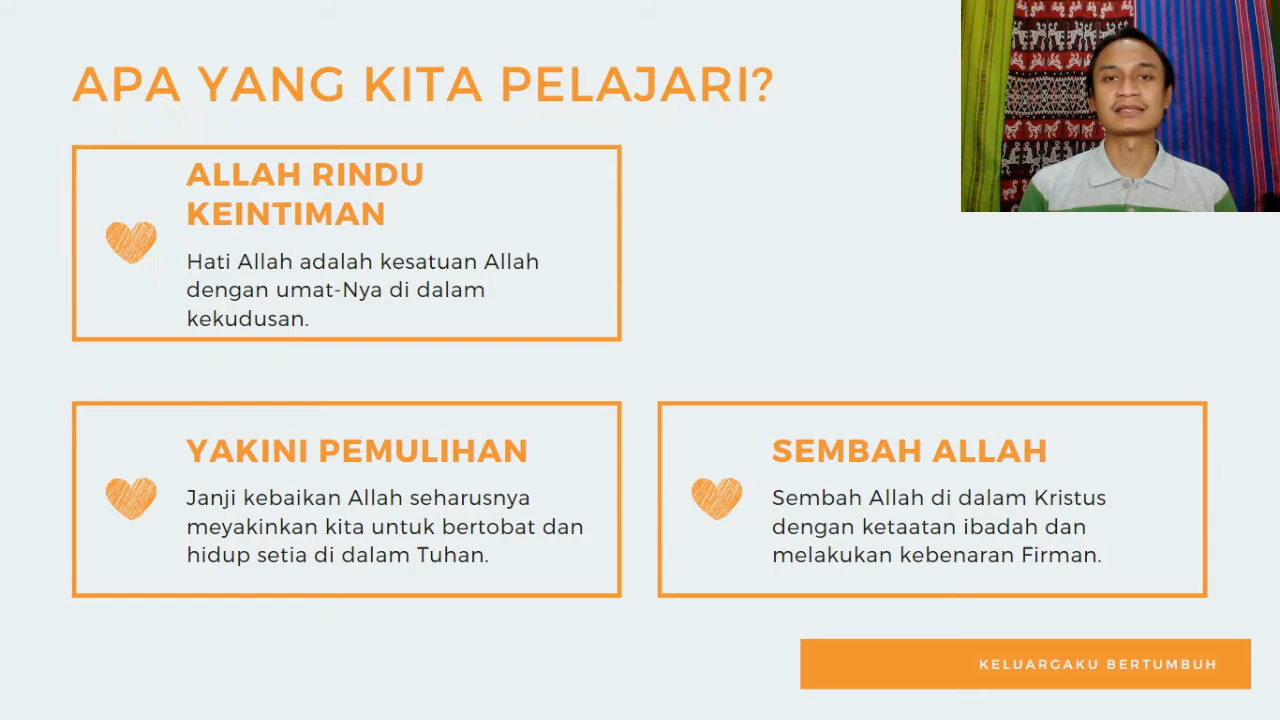 APA YANG KITA PELAJARI?
ALLAH RINDU
KEINTIMAN
Hati Allah adalah kesatuan Allah
dengan umat-Nya di dalam
kekudusan.
YAKINI PEMULIHAN
Janji kebaikan Allah seharusnya
meyakinkan kita untuk bertobat dan
hidup setia di dalam Tuhan.
SEMBAH ALLAH
Sembah Allah di dalam Kristus
dengan ketaatan ibadah dan
melakukan kebenaran Firman.
KELUARGAKU BERTUMBUH